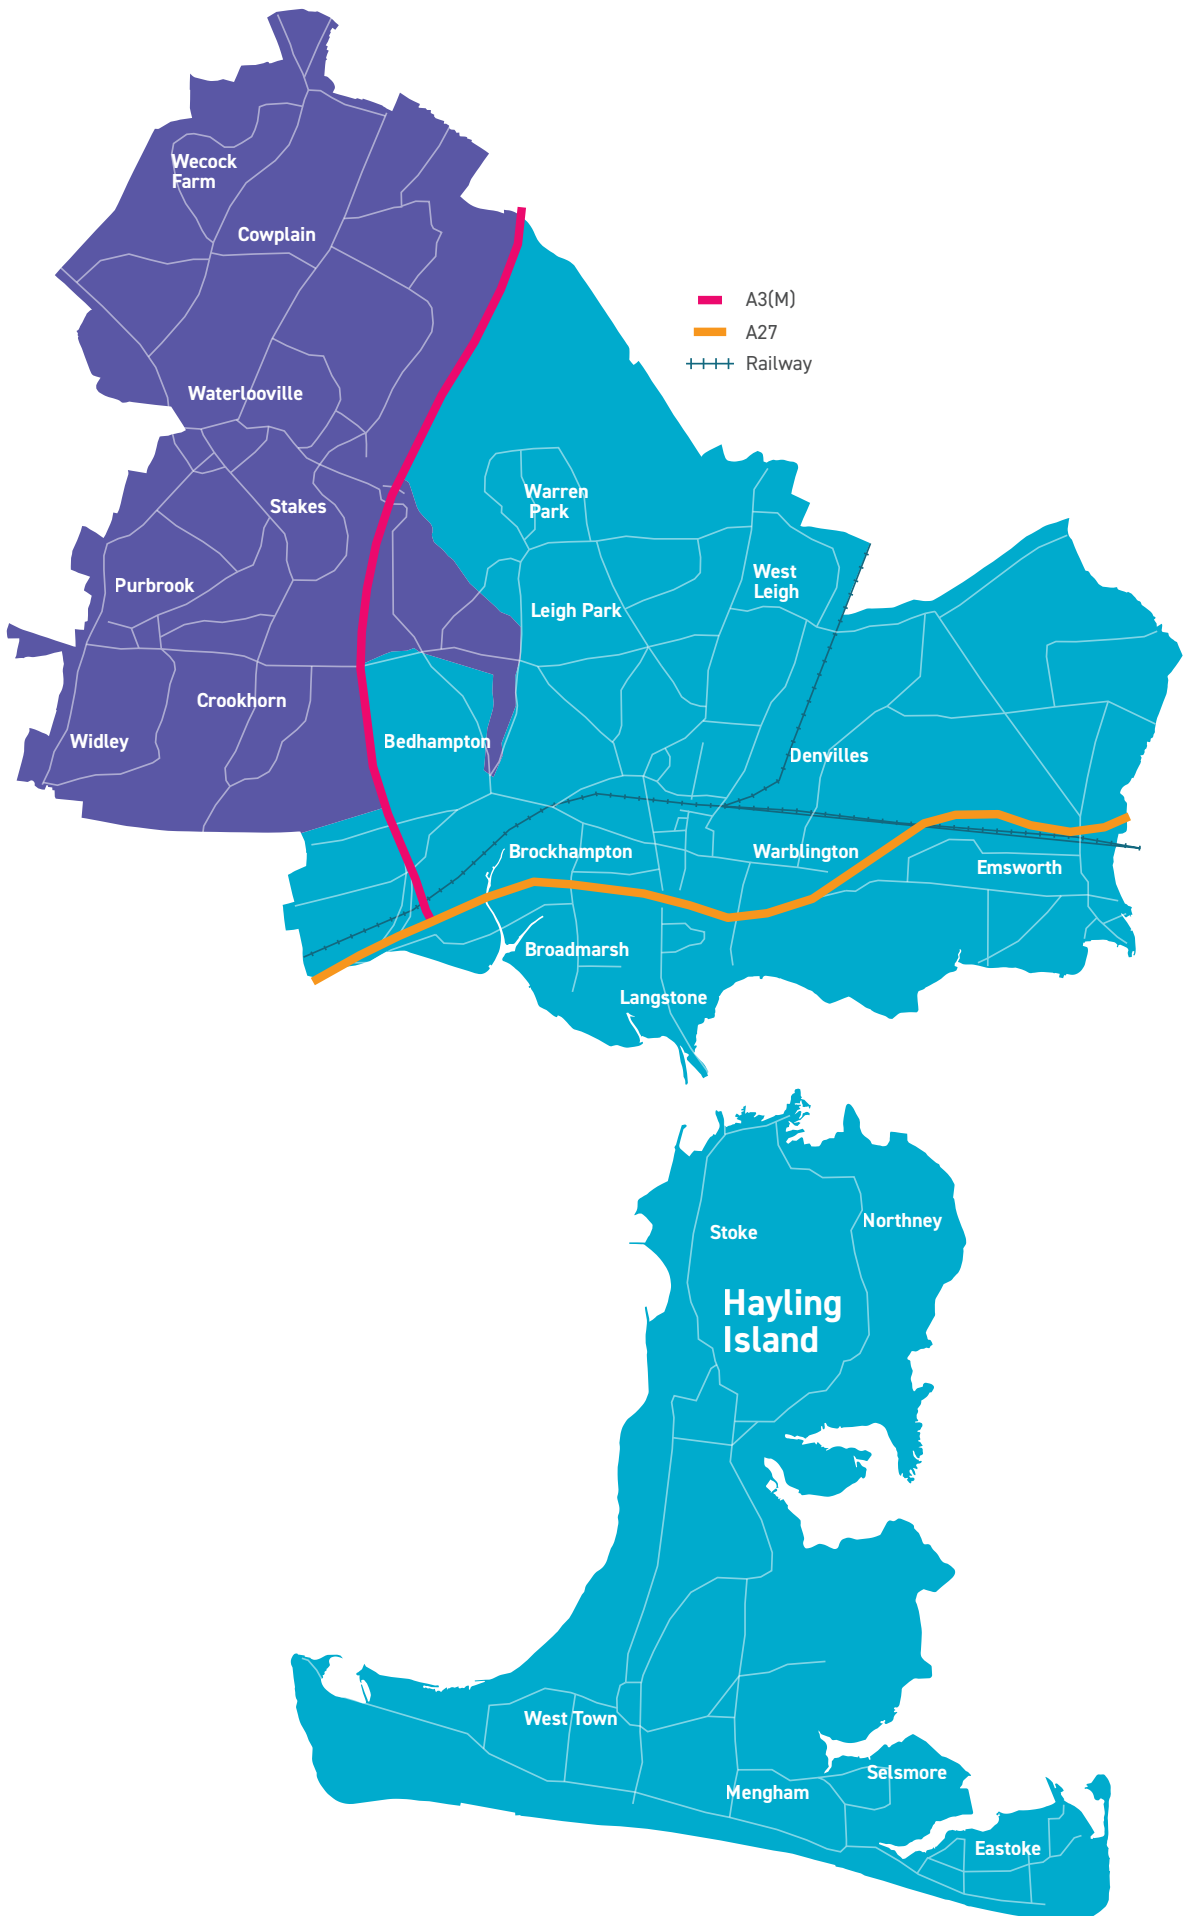 Wecock
Farm
Cowplain
A3(M)
A27
Railway
Waterlooville
Warren
Park
Stakes
West
Leigh
Purbrook
Leigh Park
Crookhorn
Widley
Bedhampton
Denvilles
Brockhampton
Warblington
Emsworth
Broadmarsh
Langstone
Northney
Stoke
Hayling
Island
West Town
Selsmore
Mengham
Eastoke